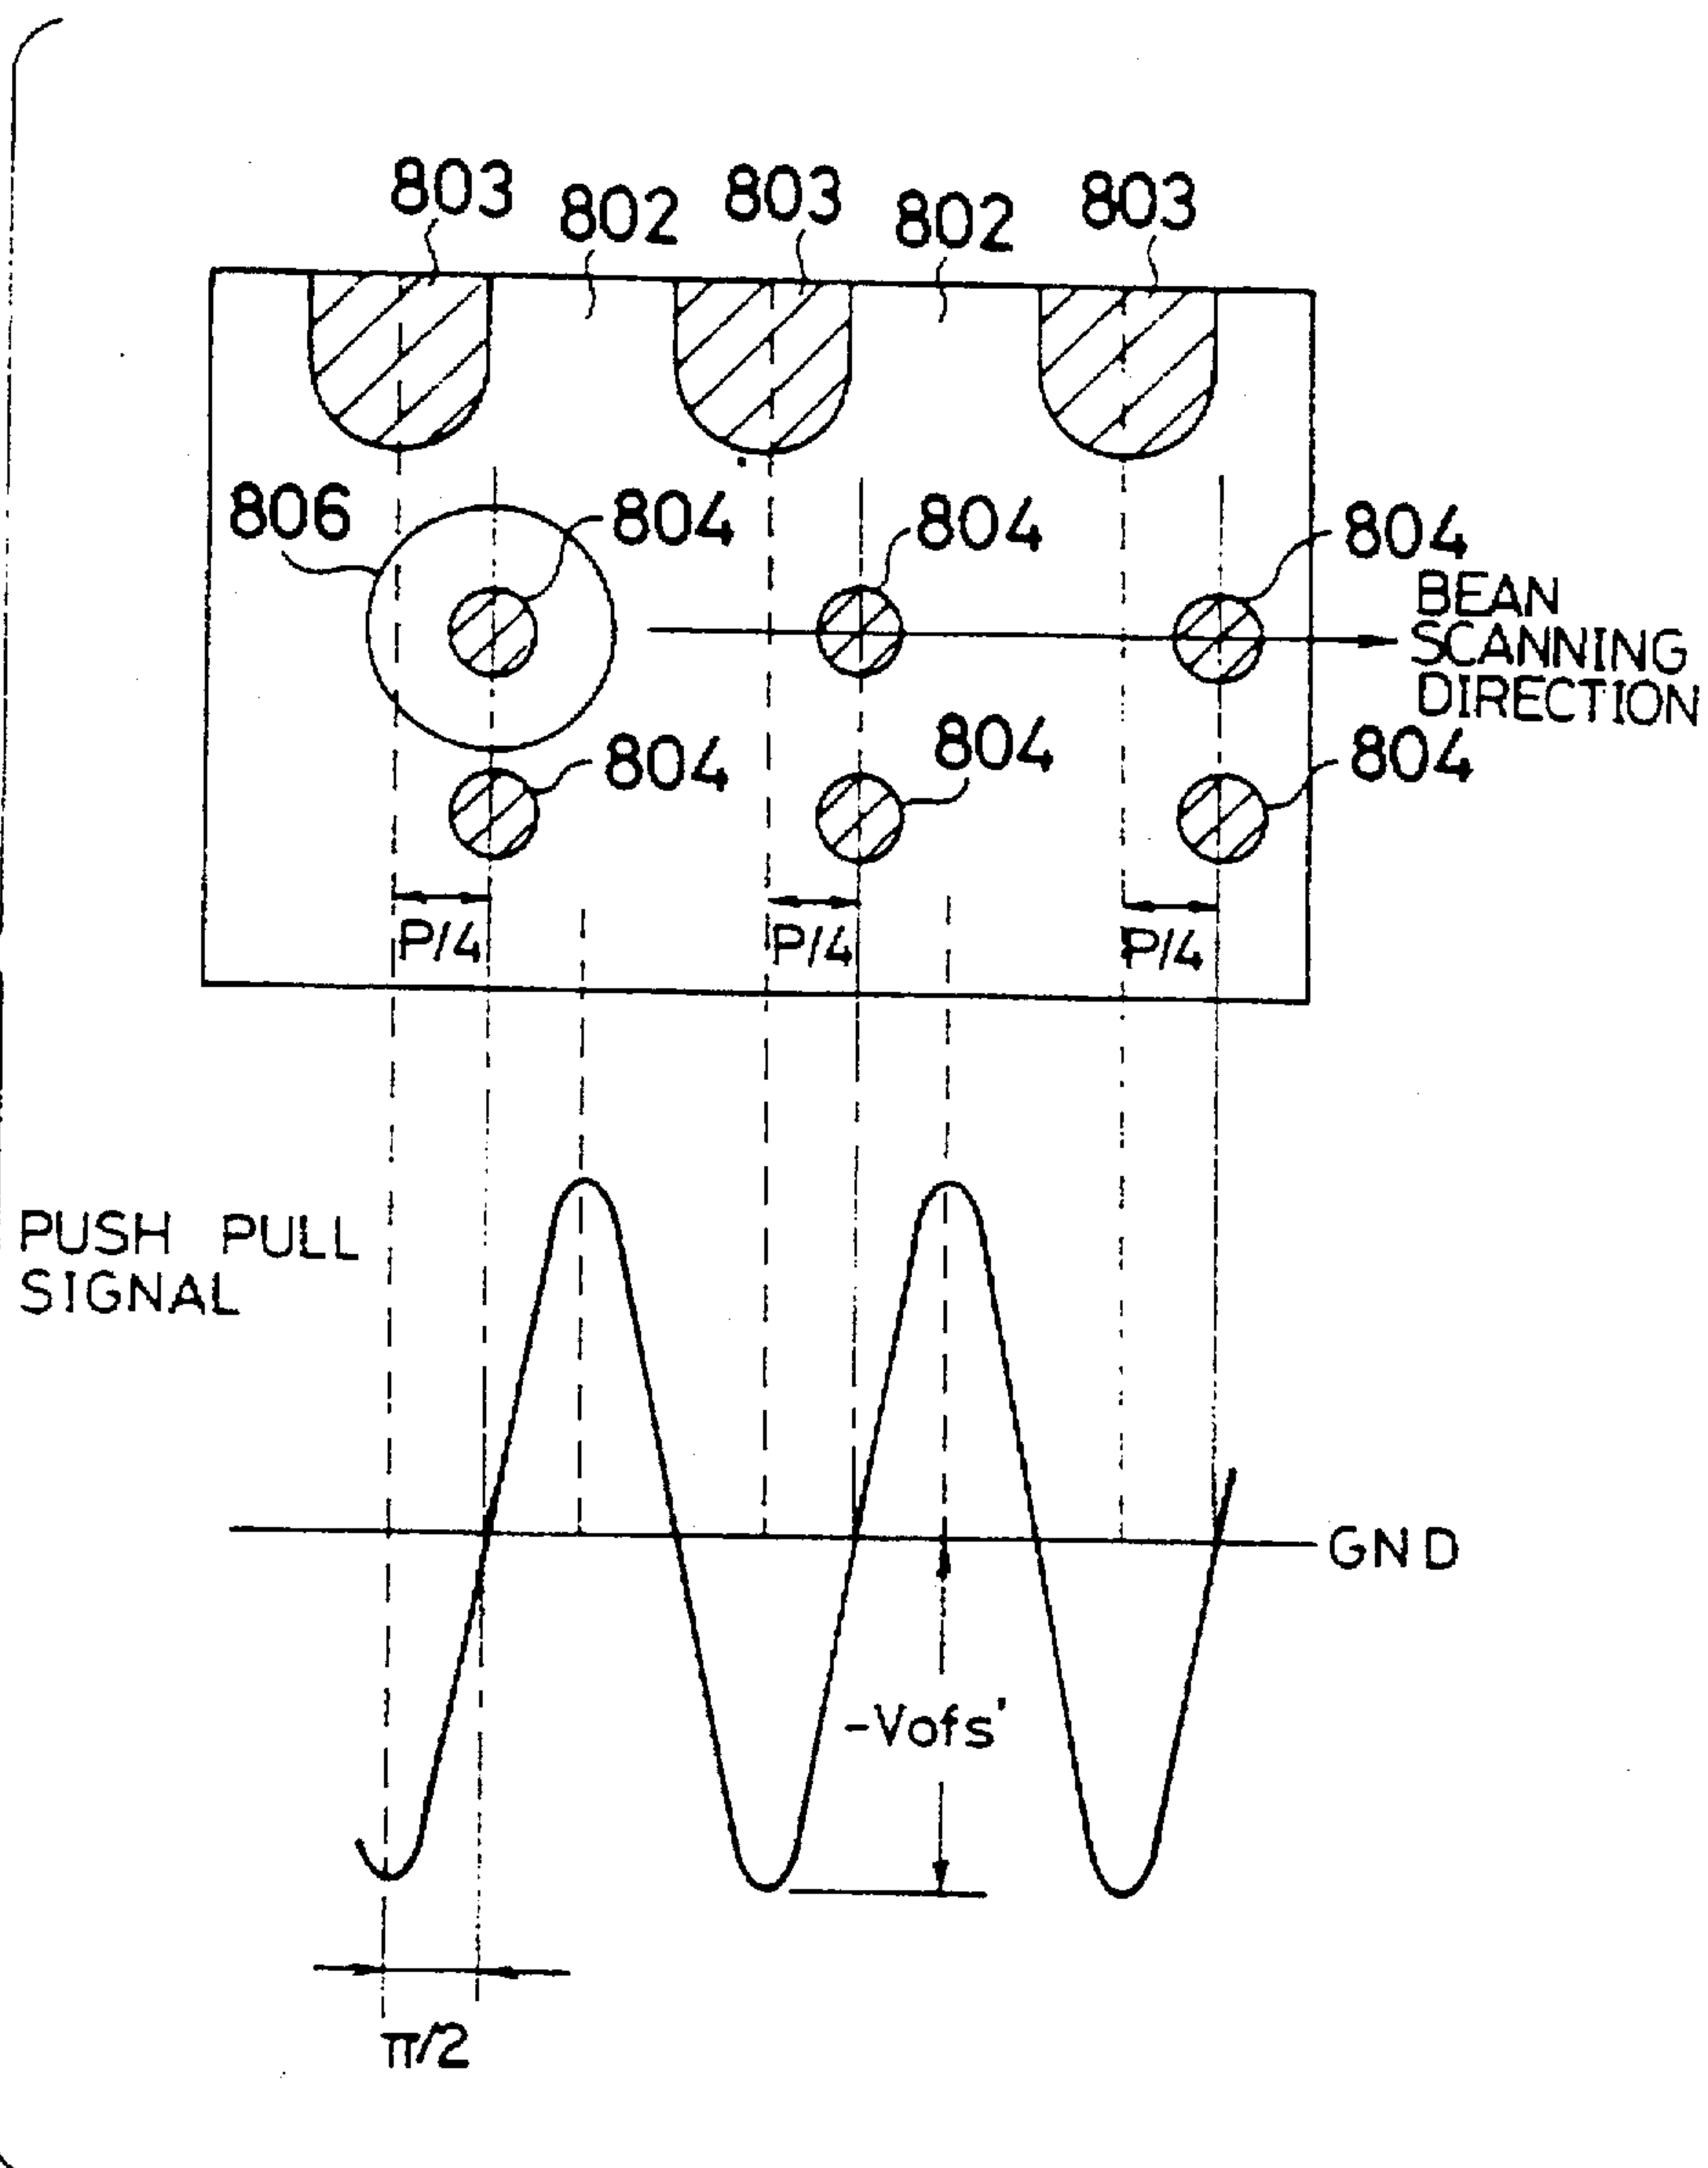 803
802
803
802
803
806
804
804
804
BEAN
SCANNING
DIRECTION
804
804
804
P/4
P/4
P/4
PUSH PULL
SIGNAL
GND
-Vofs'
π/2